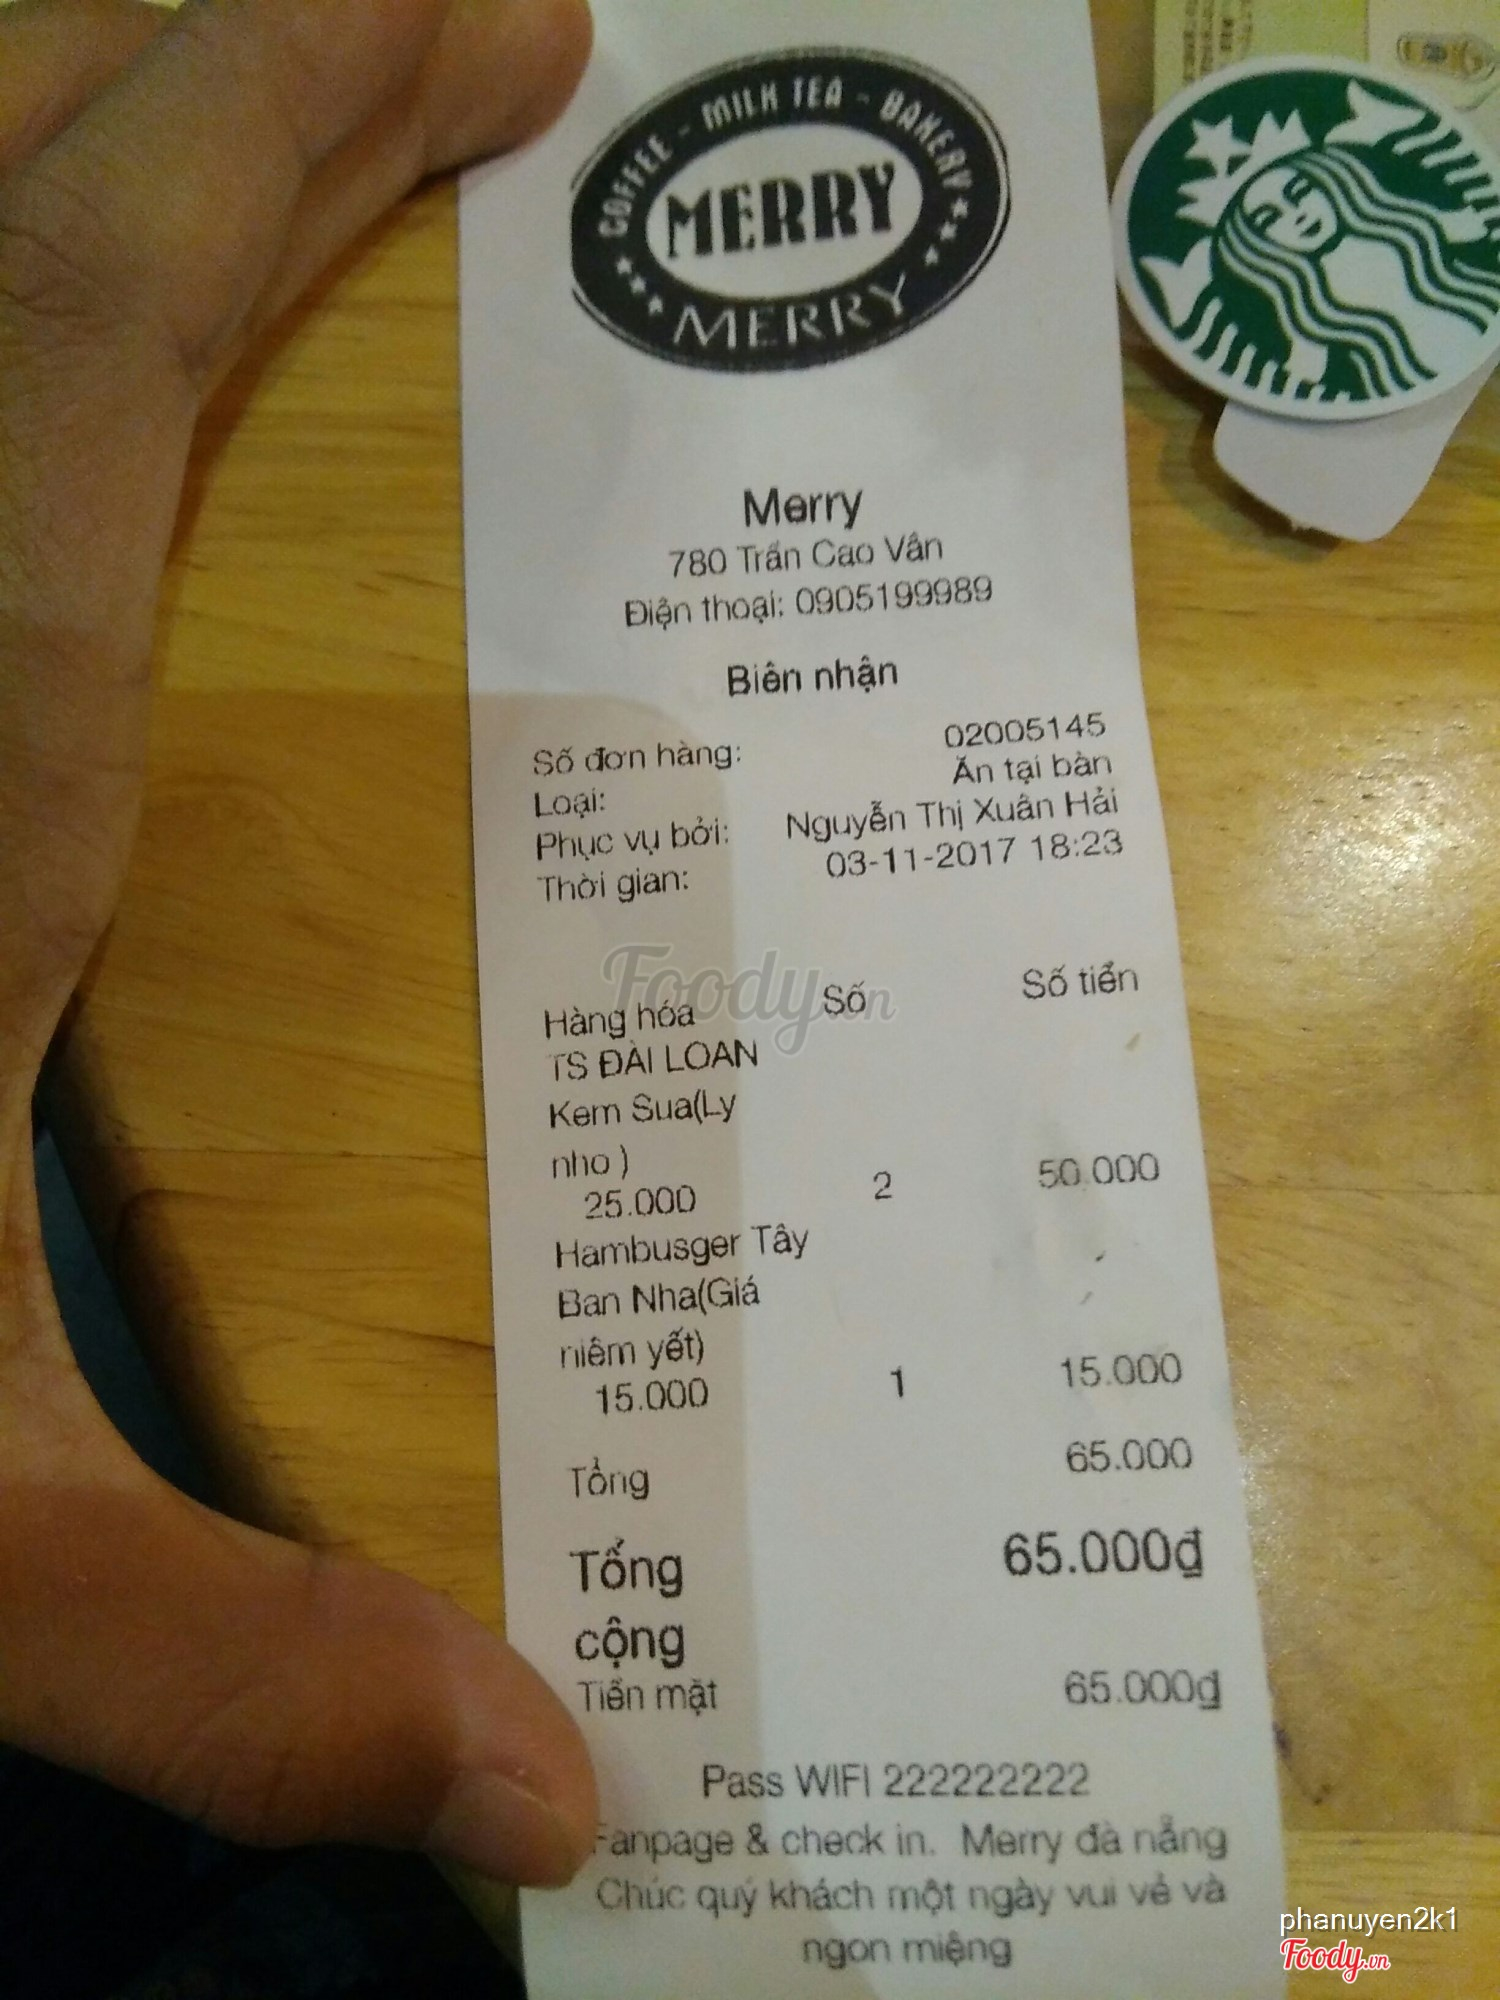 COFFEE - MILK TEA - BAKERY
MERRY
MERRY
Merry
780 Trần Cao Vân
Điện thoại: 0905199989
Biên nhận
Số đơn hàng: 02005145
Loại: Ăn tại bàn
Phục vụ bởi: Nguyễn Thị Xuân Hải
Thời gian: 03-11-2017 18:23
Foody.vn
Hàng hóa Số Số tiền
TS ĐÀI LOAN
Kem Sua(Ly
nho )
25.000 2 50.000
Hambusger Tây
Ban Nha(Giá
niêm yết)
15.000 1 15.000
Tổng 65.000
Tổng 65.000₫
cộng
Tiền mặt 65.000₫
Pass WIFI 222222222
Fanpage & check in. Merry đà nẵng
Chúc quý khách một ngày vui vẻ và
ngon miệng
phanuyen2k1
Foody.vn